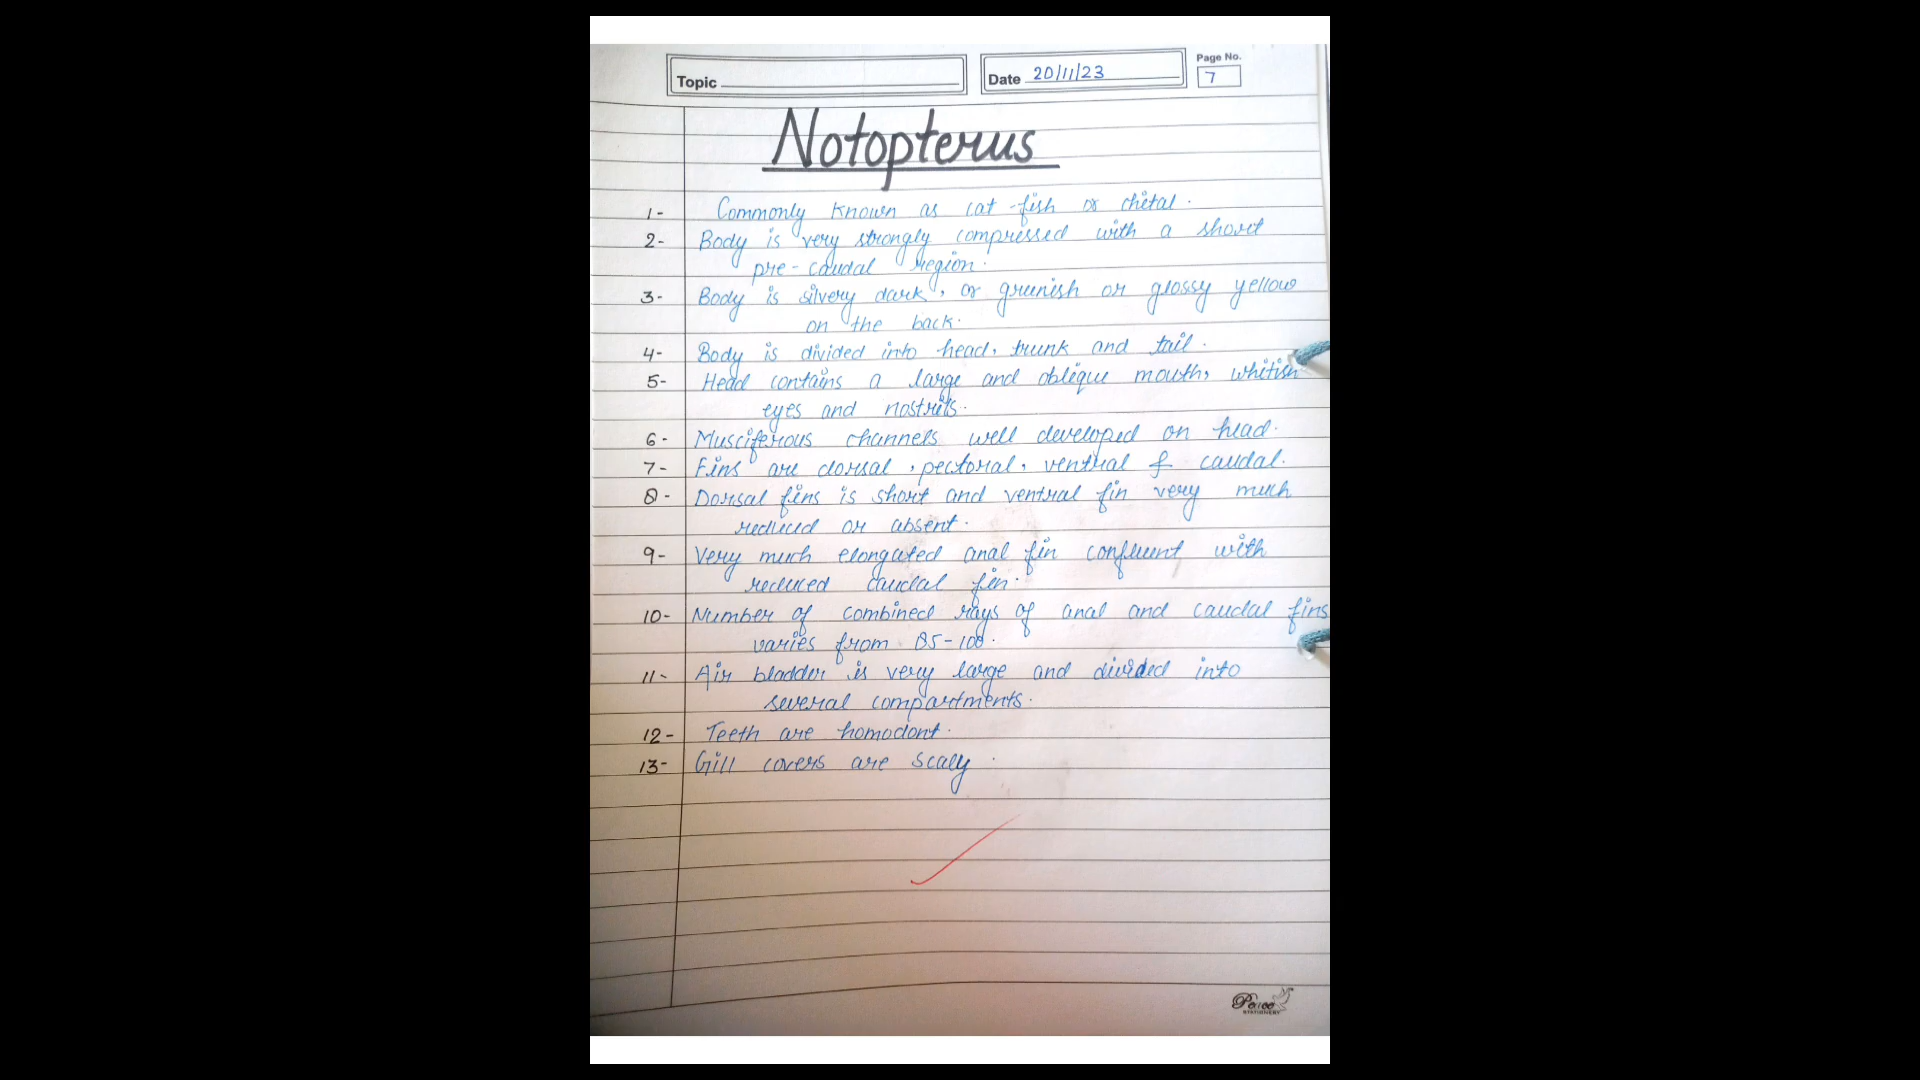 Topic
Date 20/11/23
Page No.
7
Notopterus
1- Commonly known as cat-fish or chital.
2- Body is very strongly compressed with a short
pre-caudal region.
3- Body is silvery dark, or greenish or glossy yellow
on the back.
4- Body is divided into head, trunk and tail.
5- Head contains a large and oblique mouth, whitish
eyes and nostrils.
6- Musciferous channels well developed on head.
7- Fins are dorsal, pectoral, ventral & caudal.
8- Dorsal fins is short and ventral fin very much
reduced or absent.
9- Very much elongated anal fin confluent with
reduced caudal fin.
10- Number of combined rays of anal and caudal fins
varies from 85-100.
11- Air bladder is very large and divided into
several compartments.
12- Teeth are homodont.
13- Gill covers are scaly.
Peace
STATIONERY